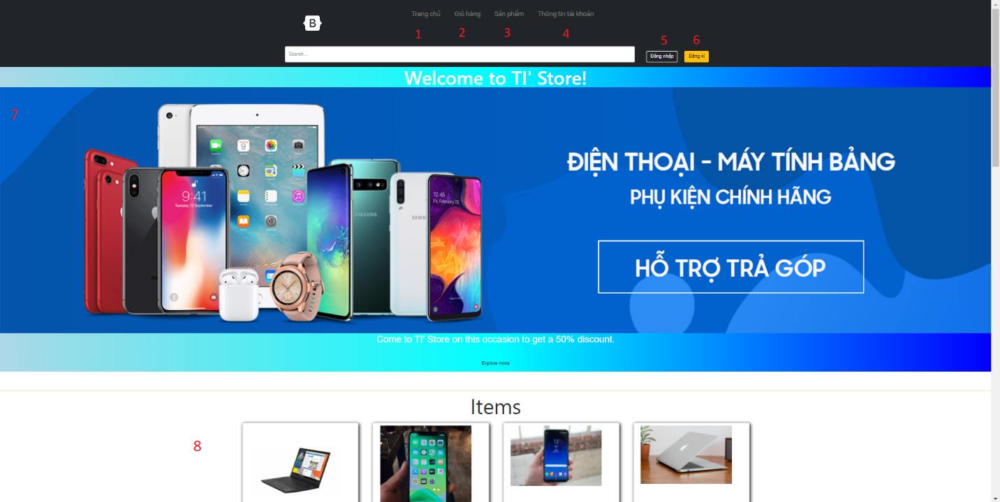 Trang chủ Giỏ hàng Sản phẩm Thông tin tài khoản
B
1 2 3 4
5 6
Search...
Đăng nhập Đăng kí
Welcome to TI' Store!
7
ĐIỆN THOẠI - MÁY TÍNH BẢNG
PHỤ KIỆN CHÍNH HÃNG
9:41
Tuesday, 12 September
12:45
Fri, February 22
SAMSUNG
HỖ TRỢ TRẢ GÓP
Come to TI' Store on this occasion to get a 50% discount.
Explore more
Items
8